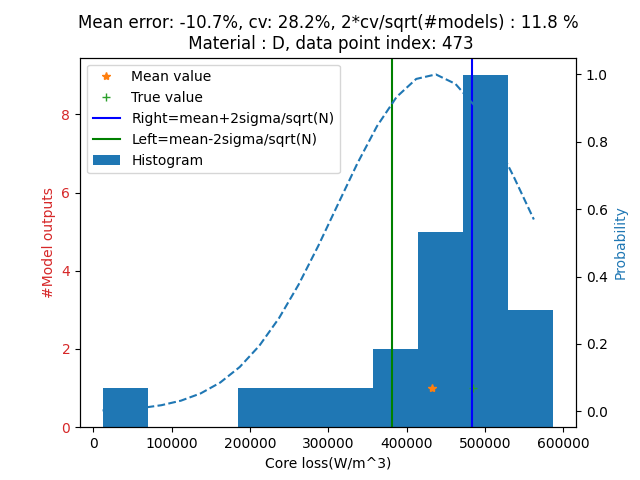 Mean error: -10.7%, cv: 28.2%, 2*cv/sqrt(#models) : 11.8 %
Material : D, data point index: 473
Mean value
True value
Right=mean+2sigma/sqrt(N)
Left=mean-2sigma/sqrt(N)
Histogram
#Model outputs
8
6
4
2
0
1.0
0.8
0.6
0.4
0.2
0.0
Probability
0 100000 200000 300000 400000 500000 600000
Core loss(W/m^3)